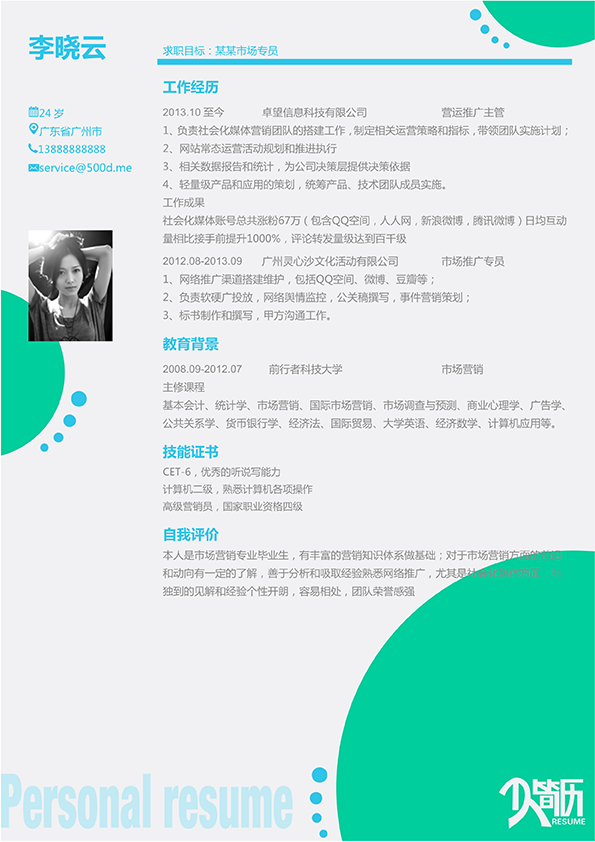 李晓云
求职目标：某某市场专员
24 岁
广东省广州市
13888888888
service@500d.me
工作经历
2013.10 至今 卓望信息科技有限公司 营运推广主管
1、负责社会化媒体营销团队的搭建工作，制定相关运营策略和指标，带领团队实施计划；
2、网站常态运营活动规划和推进执行
3、相关数据报告和统计，为公司决策层提供决策依据
4、轻量级产品和应用的策划，统筹产品、技术团队成员实施。
工作成果
社会化媒体账号总共涨粉67万（包含QQ空间，人人网，新浪微博，腾讯微博）日均互动
量相比接手前提升1000%，评论转发量级达到百千级
2012.08-2013.09 广州灵心沙文化活动有限公司 市场推广专员
1、网络推广渠道搭建维护，包括QQ空间、微博、豆瓣等；
2、负责软硬广投放，网络舆情监控，公关稿撰写，事件营销策划；
3、标书制作和撰写，甲方沟通工作。
教育背景
2008.09-2012.07 前行者科技大学 市场营销
主修课程
基本会计、统计学、市场营销、国际市场营销、市场调查与预测、商业心理学、广告学、
公共关系学、货币银行学、经济法、国际贸易、大学英语、经济数学、计算机应用等。
技能证书
CET-6，优秀的听说写能力
计算机二级，熟悉计算机各项操作
高级营销员，国家职业资格四级
自我评价
本人是市场营销专业毕业生，有丰富的营销知识体系做基础；对于市场营销方面的
和动向有一定的了解，善于分析和吸取经验熟悉网络推广，尤其是社
独到的见解和经验个性开朗，容易相处，团队荣誉感强
Personal resume
简历
RESUME